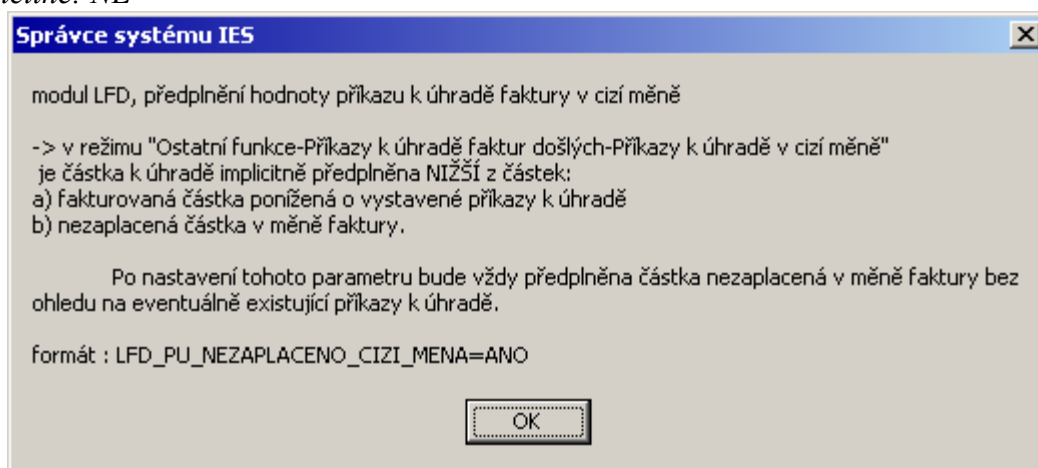 Správce systému IES
modul LFD, předplnění hodnoty příkazu k úhradě faktury v cizí měně
-> v režimu "Ostatní funkce-Příkazy k úhradě faktur došlých-Příkazy k úhradě v cizí měně"
je částka k úhradě implicitně předplněna NIŽŠÍ z částek:
a) fakturovaná částka ponížená o vystavené příkazy k úhradě
b) nezaplacená částka v měně faktury.
Po nastavení tohoto parametru bude vždy předplněna částka nezaplacená v měně faktury bez
ohledu na eventuálně existující příkazy k úhradě.
formát : LFD_PU_NEZAPLACENO_CIZI_MENA=ANO
OK